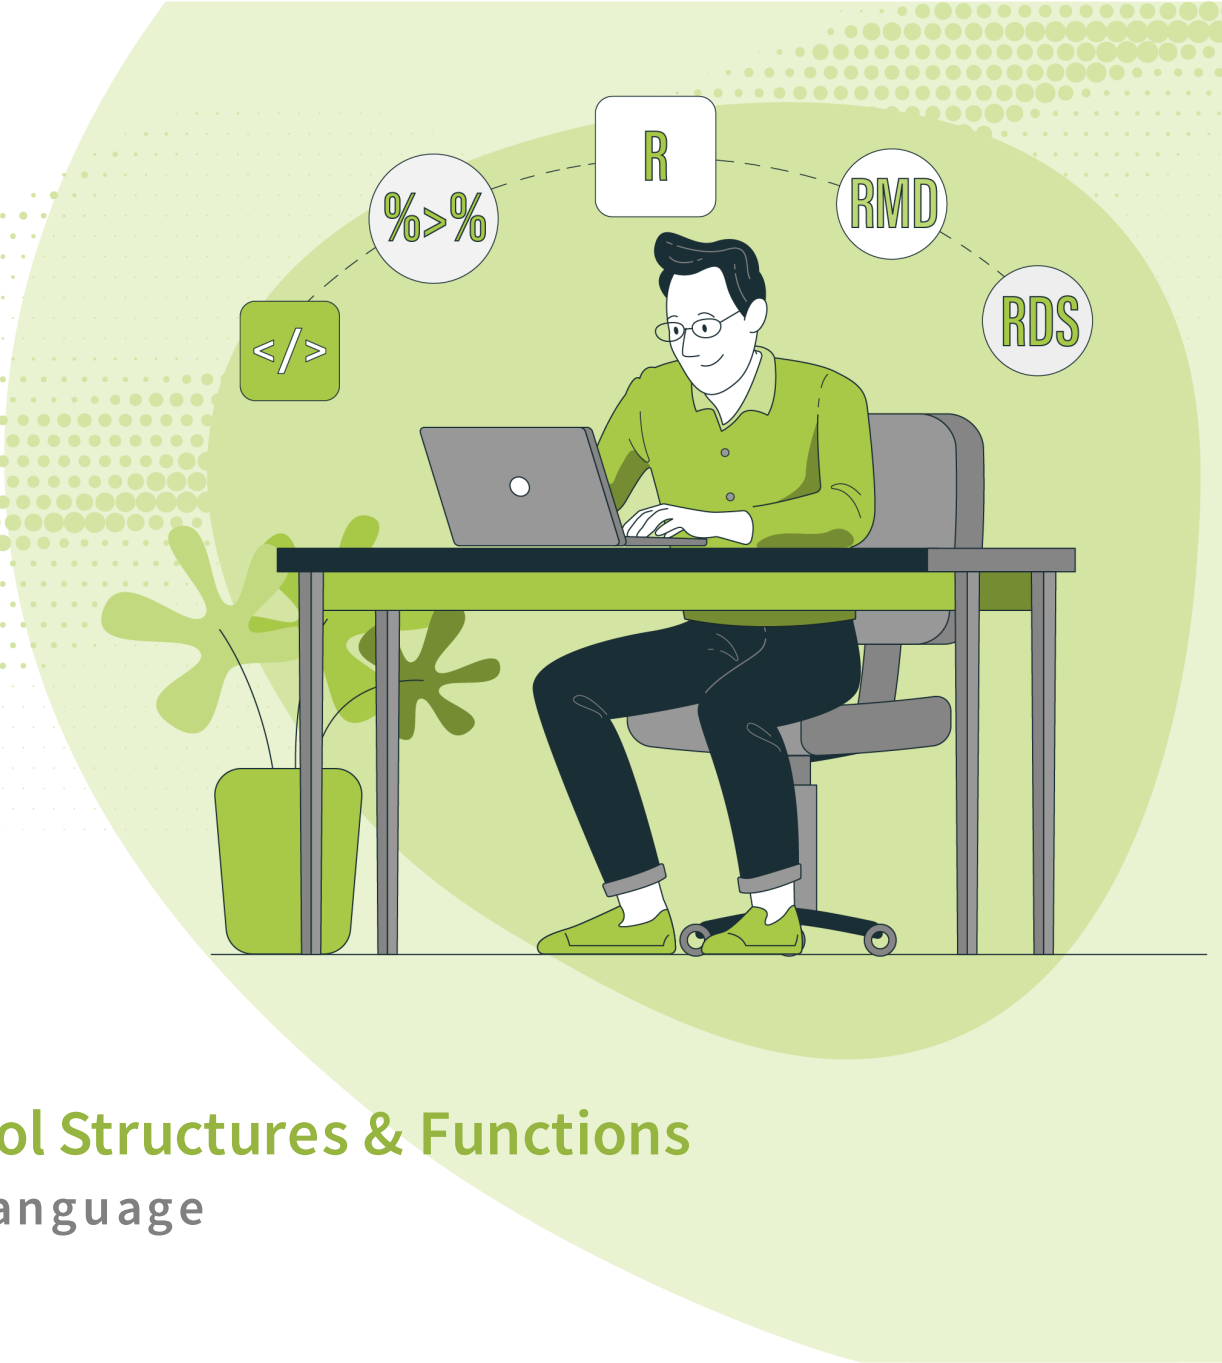 R
%>%
RMD
RDS
</>
ol Structures & Functions
anguage